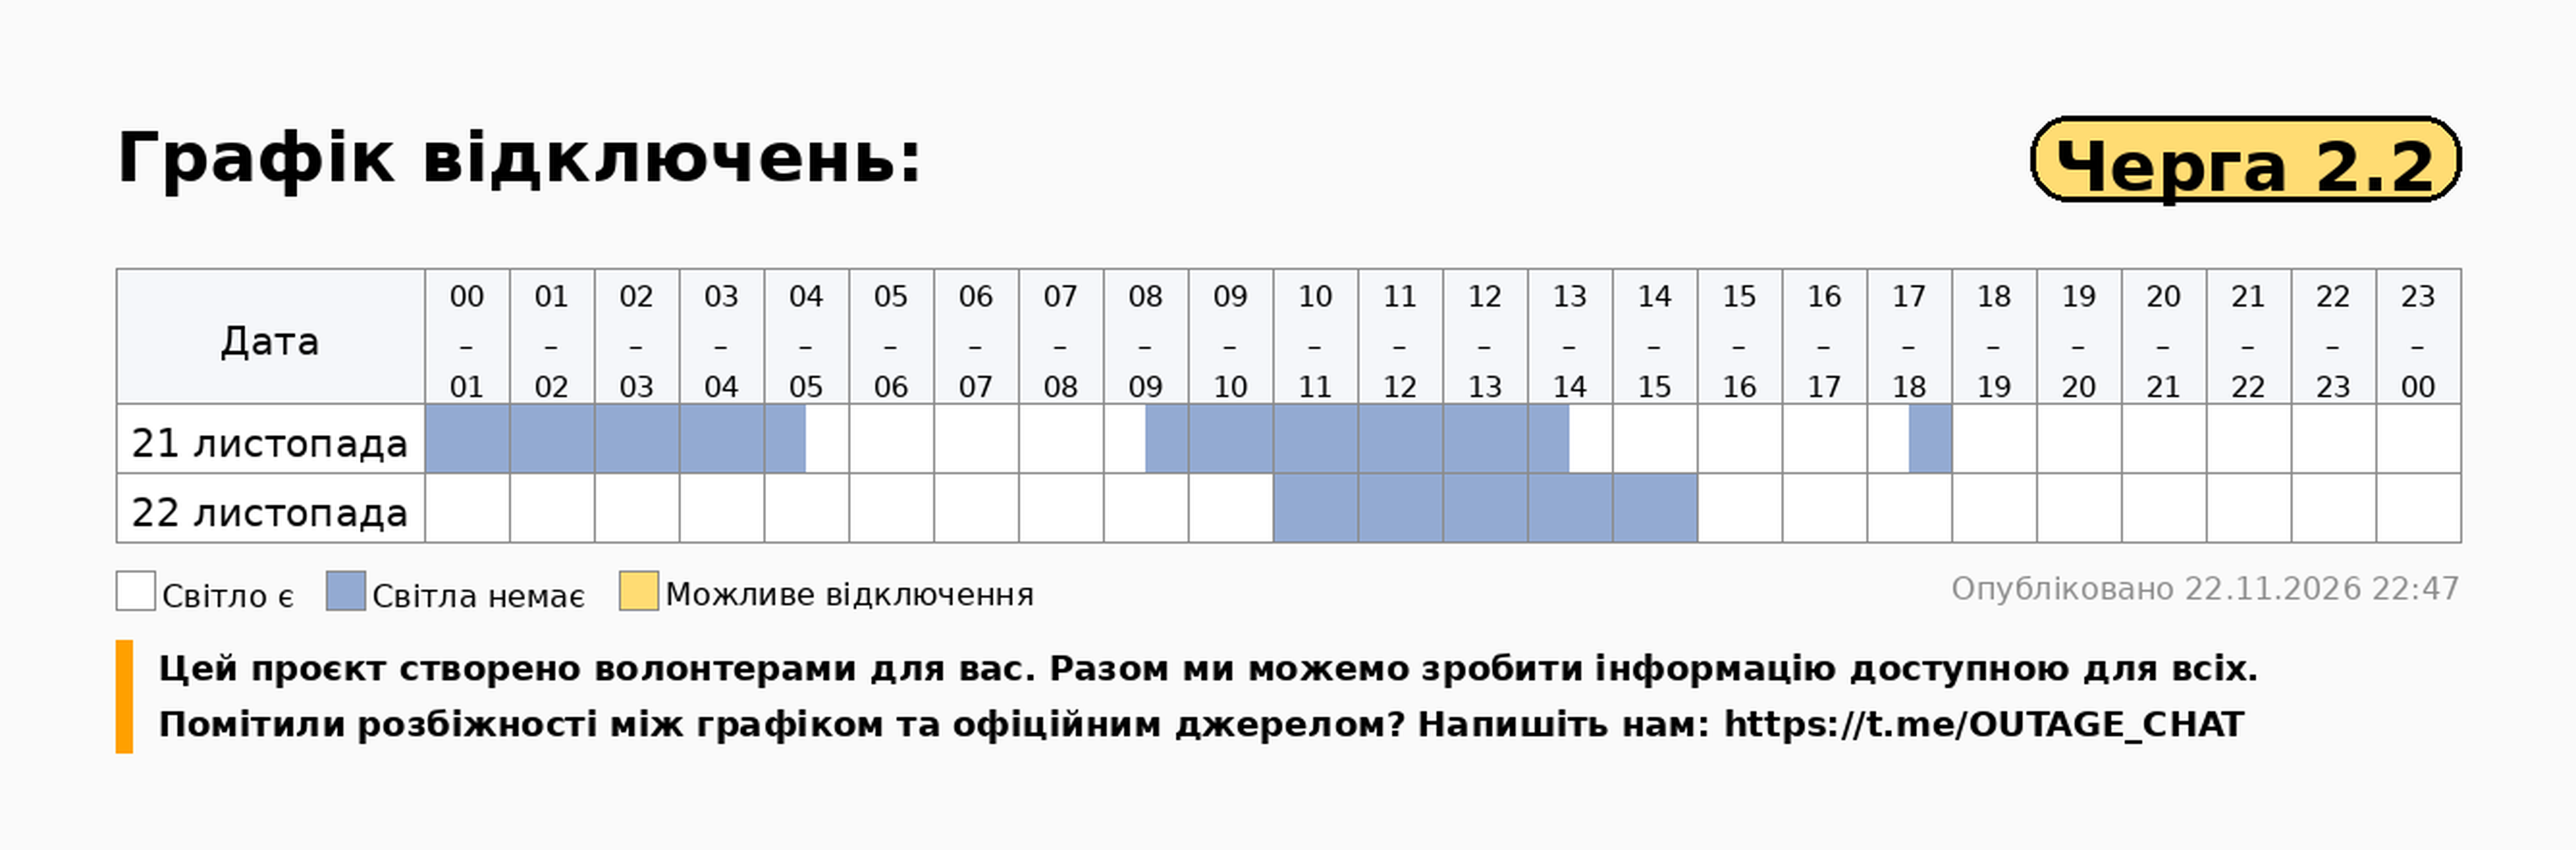 Графік відключень:
Черга 2.2
Дата
00 – 01
01 – 02
02 – 03
03 – 04
04 – 05
05 – 06
06 – 07
07 – 08
08 – 09
09 – 10
10 – 11
11 – 12
12 – 13
13 – 14
14 – 15
15 – 16
16 – 17
17 – 18
18 – 19
19 – 20
20 – 21
21 – 22
22 – 23
23 – 00
21 листопада
22 листопада
Світло є
Світла немає
Можливе відключення
Опубліковано 22.11.2026 22:47
Цей проєкт створено волонтерами для вас. Разом ми можемо зробити інформацію доступною для всіх.
Помітили розбіжності між графіком та офіційним джерелом? Напишіть нам: https://t.me/OUTAGE_CHAT